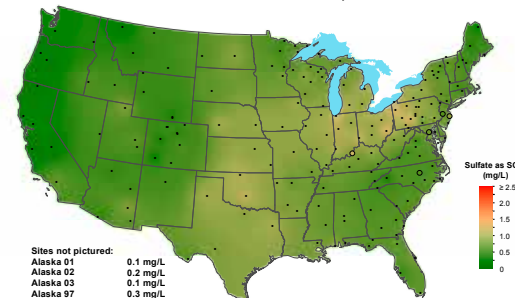 Sulfate as SO
(mg/L)
≥ 2.5
2.0
1.5
1.0
0.5
0
Sites not pictured:
Alaska 01 0.1 mg/L
Alaska 02 0.2 mg/L
Alaska 03 0.1 mg/L
Alaska 97 0.3 mg/L